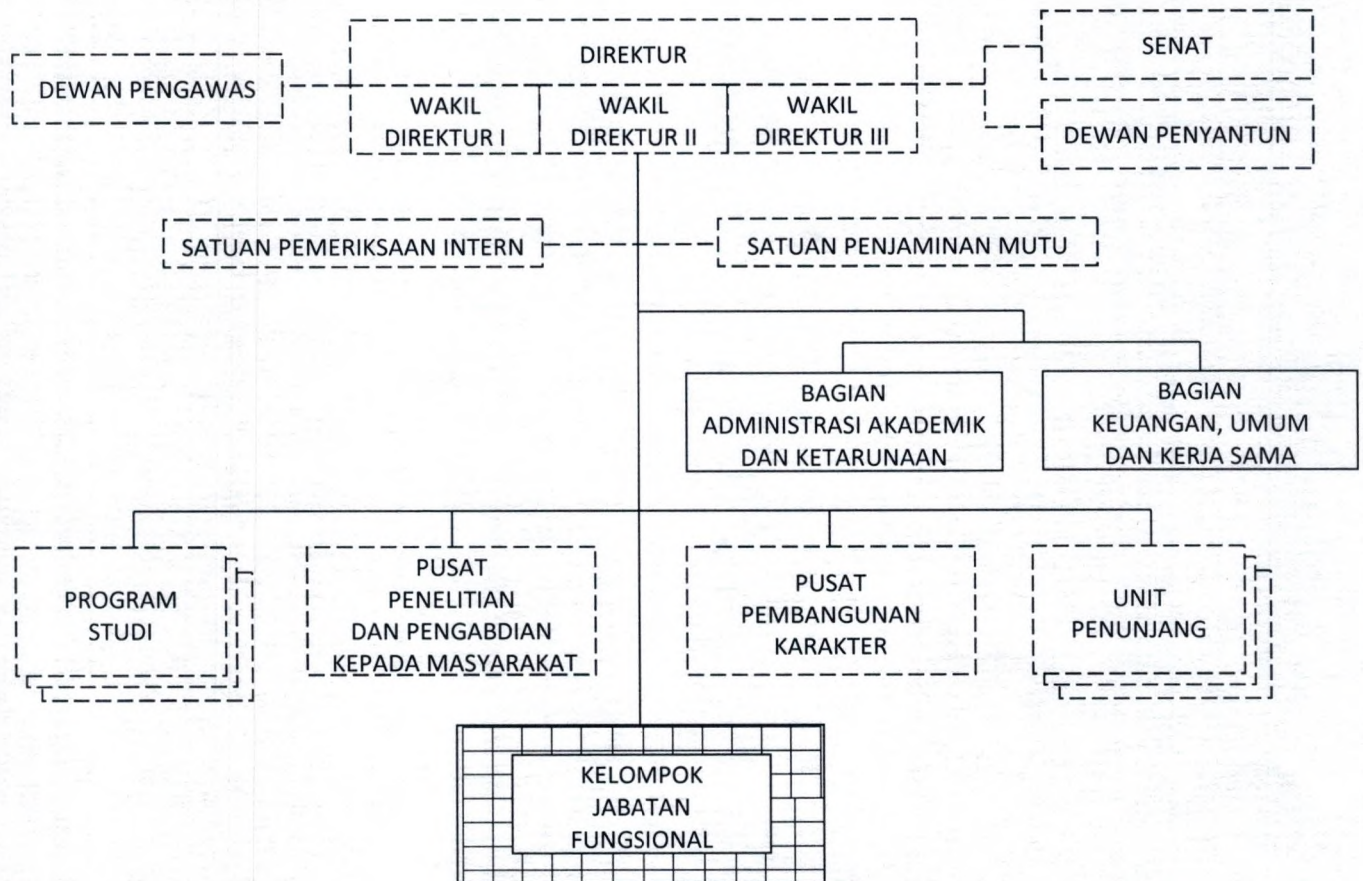 DIREKTUR
SENAT
DEWAN PENGAWAS
WAKIL
DIREKTUR I
WAKIL
DIREKTUR II
WAKIL
DIREKTUR III
DEWAN PENYANTUN
SATUAN PEMERIKSAAN INTERN
SATUAN PENJAMINAN MUTU
BAGIAN
ADMINISTRASI AKADEMIK
DAN KETARUNAAN
BAGIAN
KEUANGAN, UMUM
DAN KERJA SAMA
PROGRAM
STUDI
PUSAT
PENELITIAN
DAN PENGABDIAN
KEPADA MASYARAKAT
PUSAT
PEMBANGUNAN
KARAKTER
UNIT
PENUNJANG
KELOMPOK
JABATAN
FUNGSIONAL